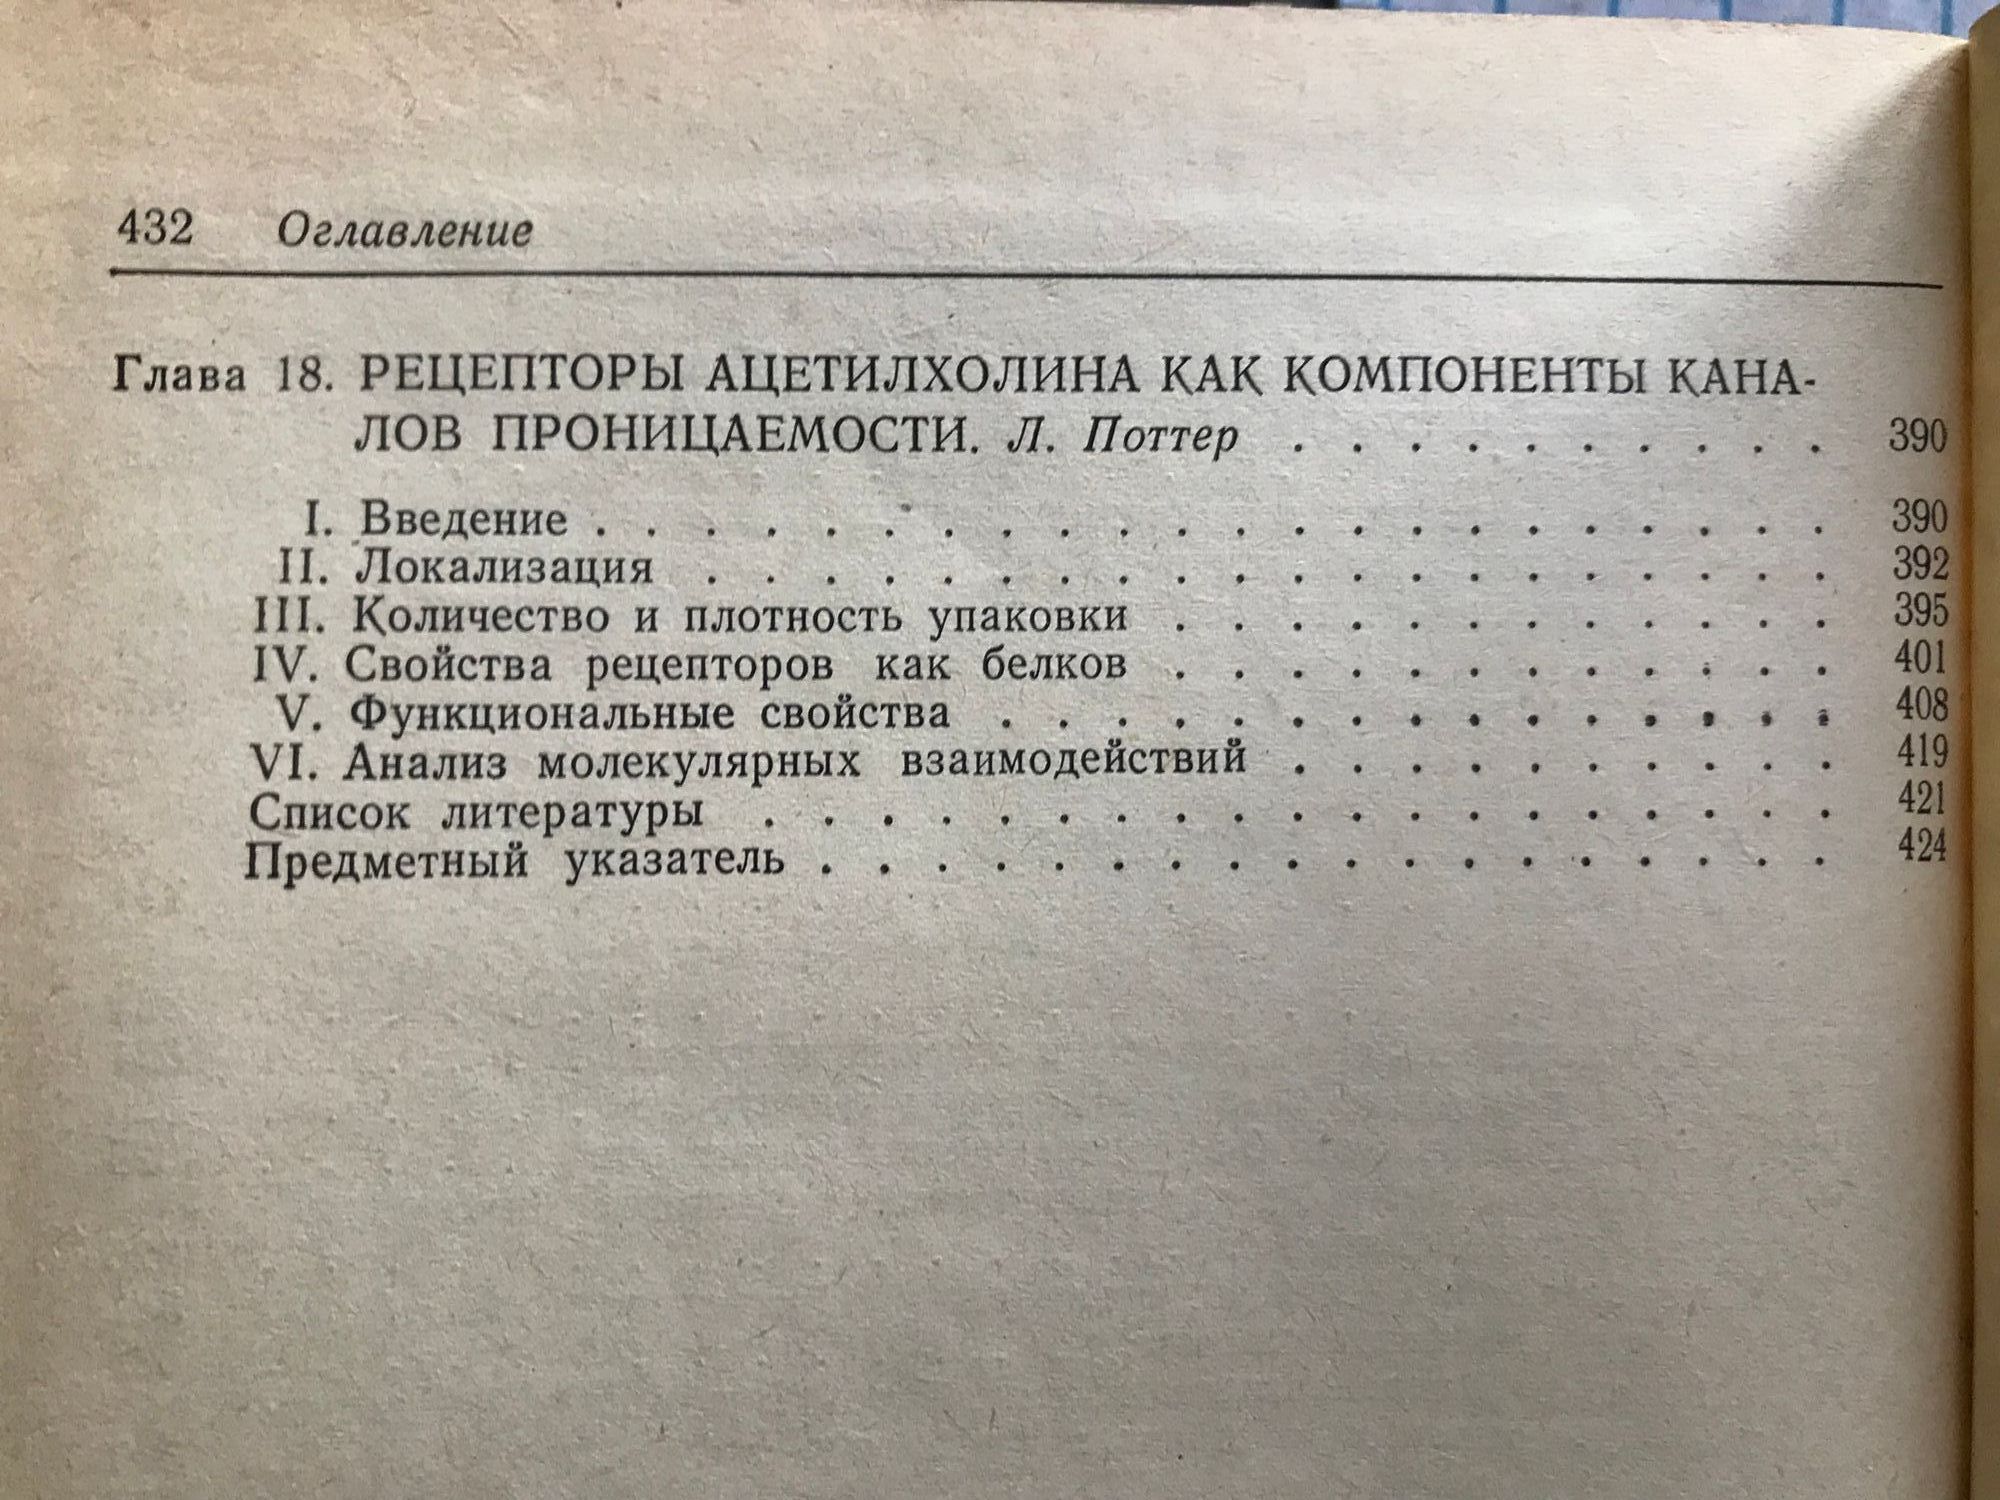 432 Оглавление
Глава 18. РЕЦЕПТОРЫ АЦЕТИЛХОЛИНА КАК КОМПОНЕНТЫ КАНА-
ЛОВ ПРОНИЦАЕМОСТИ. Л. Поттер . . . . . . . . . . 390
I. Введение . . . . . . . . . . . . . . . . . . . . . . 390
II. Локализация . . . . . . . . . . . . . . . . . . . . 392
III. Количество и плотность упаковки . . . . . . . . . . . . 395
IV. Свойства рецепторов как белков . . . . . . . . . . . . 401
V. Функциональные свойства . . . . . . . . . . . . . . . 408
VI. Анализ молекулярных взаимодействий . . . . . . . . . . 419
Список литературы . . . . . . . . . . . . . . . . . . . 421
Предметный указатель . . . . . . . . . . . . . . . . . . 424